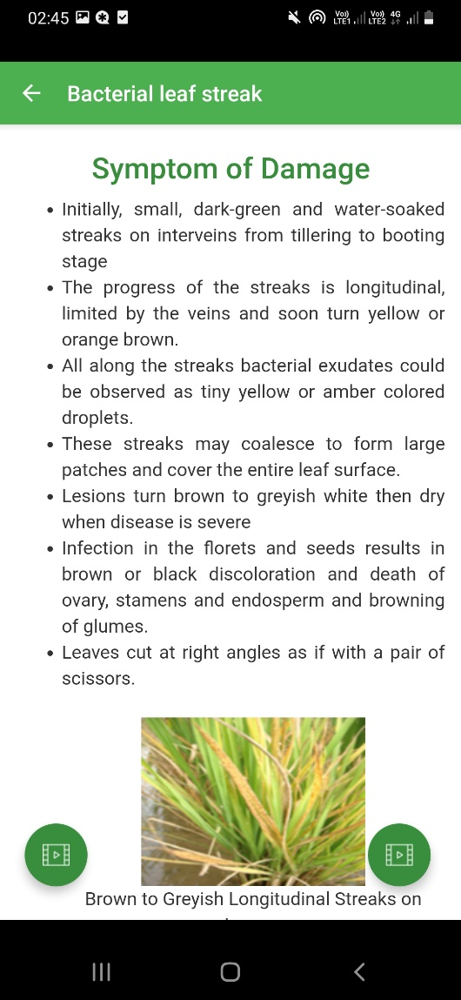 02:45
Vo)) LTE1 Vo)) LTE2 4G
Bacterial leaf streak
Symptom of Damage
• Initially, small, dark-green and water-soaked
streaks on interveins from tillering to booting
stage
• The progress of the streaks is longitudinal,
limited by the veins and soon turn yellow or
orange brown.
• All along the streaks bacterial exudates could
be observed as tiny yellow or amber colored
droplets.
• These streaks may coalesce to form large
patches and cover the entire leaf surface.
• Lesions turn brown to greyish white then dry
when disease is severe
• Infection in the florets and seeds results in
brown or black discoloration and death of
ovary, stamens and endosperm and browning
of glumes.
• Leaves cut at right angles as if with a pair of
scissors.
Brown to Greyish Longitudinal Streaks on